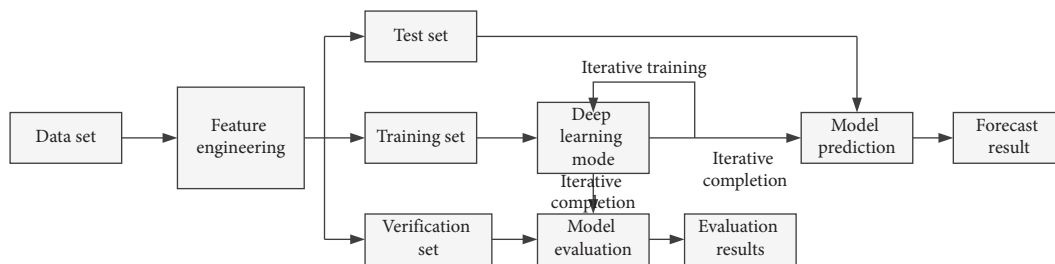 Test set
Iterative training
Data set
Feature
engineering
Training set
Deep
learning
mode
Model
prediction
Forecast
result
Iterative
completion
Iterative
completion
Verification
set
Model
evaluation
Evaluation
results